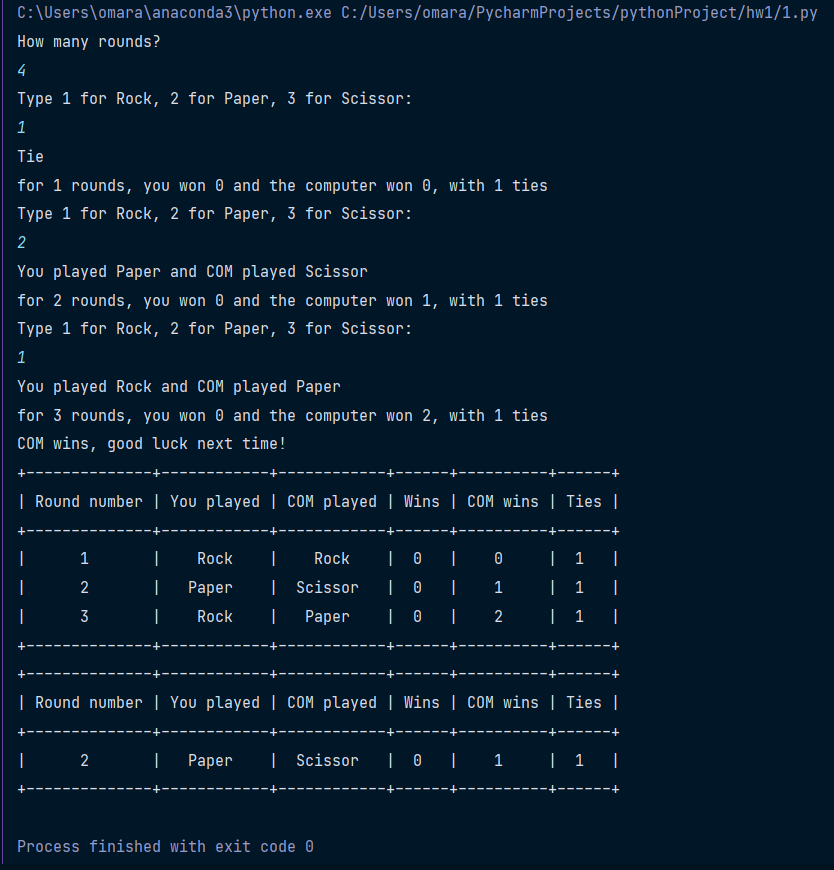 C:\Users\omara\anaconda3\python.exe C:/Users/omara/PycharmProjects/pythonProject/hw1/1.py
How many rounds?
4
Type 1 for Rock, 2 for Paper, 3 for Scissor:
1
Tie
for 1 rounds, you won 0 and the computer won 0, with 1 ties
Type 1 for Rock, 2 for Paper, 3 for Scissor:
2
You played Paper and COM played Scissor
for 2 rounds, you won 0 and the computer won 1, with 1 ties
Type 1 for Rock, 2 for Paper, 3 for Scissor:
1
You played Rock and COM played Paper
for 3 rounds, you won 0 and the computer won 2, with 1 ties
COM wins, good luck next time!
+--------------+------------+------------+------+----------+------+
| Round number | You played | COM played | Wins | COM wins | Ties |
+--------------+------------+------------+------+----------+------+
|      1       |    Rock    |    Rock    |  0   |    0     |  1   |
|      2       |   Paper    |  Scissor   |  0   |    1     |  1   |
|      3       |    Rock    |   Paper    |  0   |    2     |  1   |
+--------------+------------+------------+------+----------+------+
+--------------+------------+------------+------+----------+------+
| Round number | You played | COM played | Wins | COM wins | Ties |
+--------------+------------+------------+------+----------+------+
|      2       |   Paper    |  Scissor   |  0   |    1     |  1   |
+--------------+------------+------------+------+----------+------+
Process finished with exit code 0